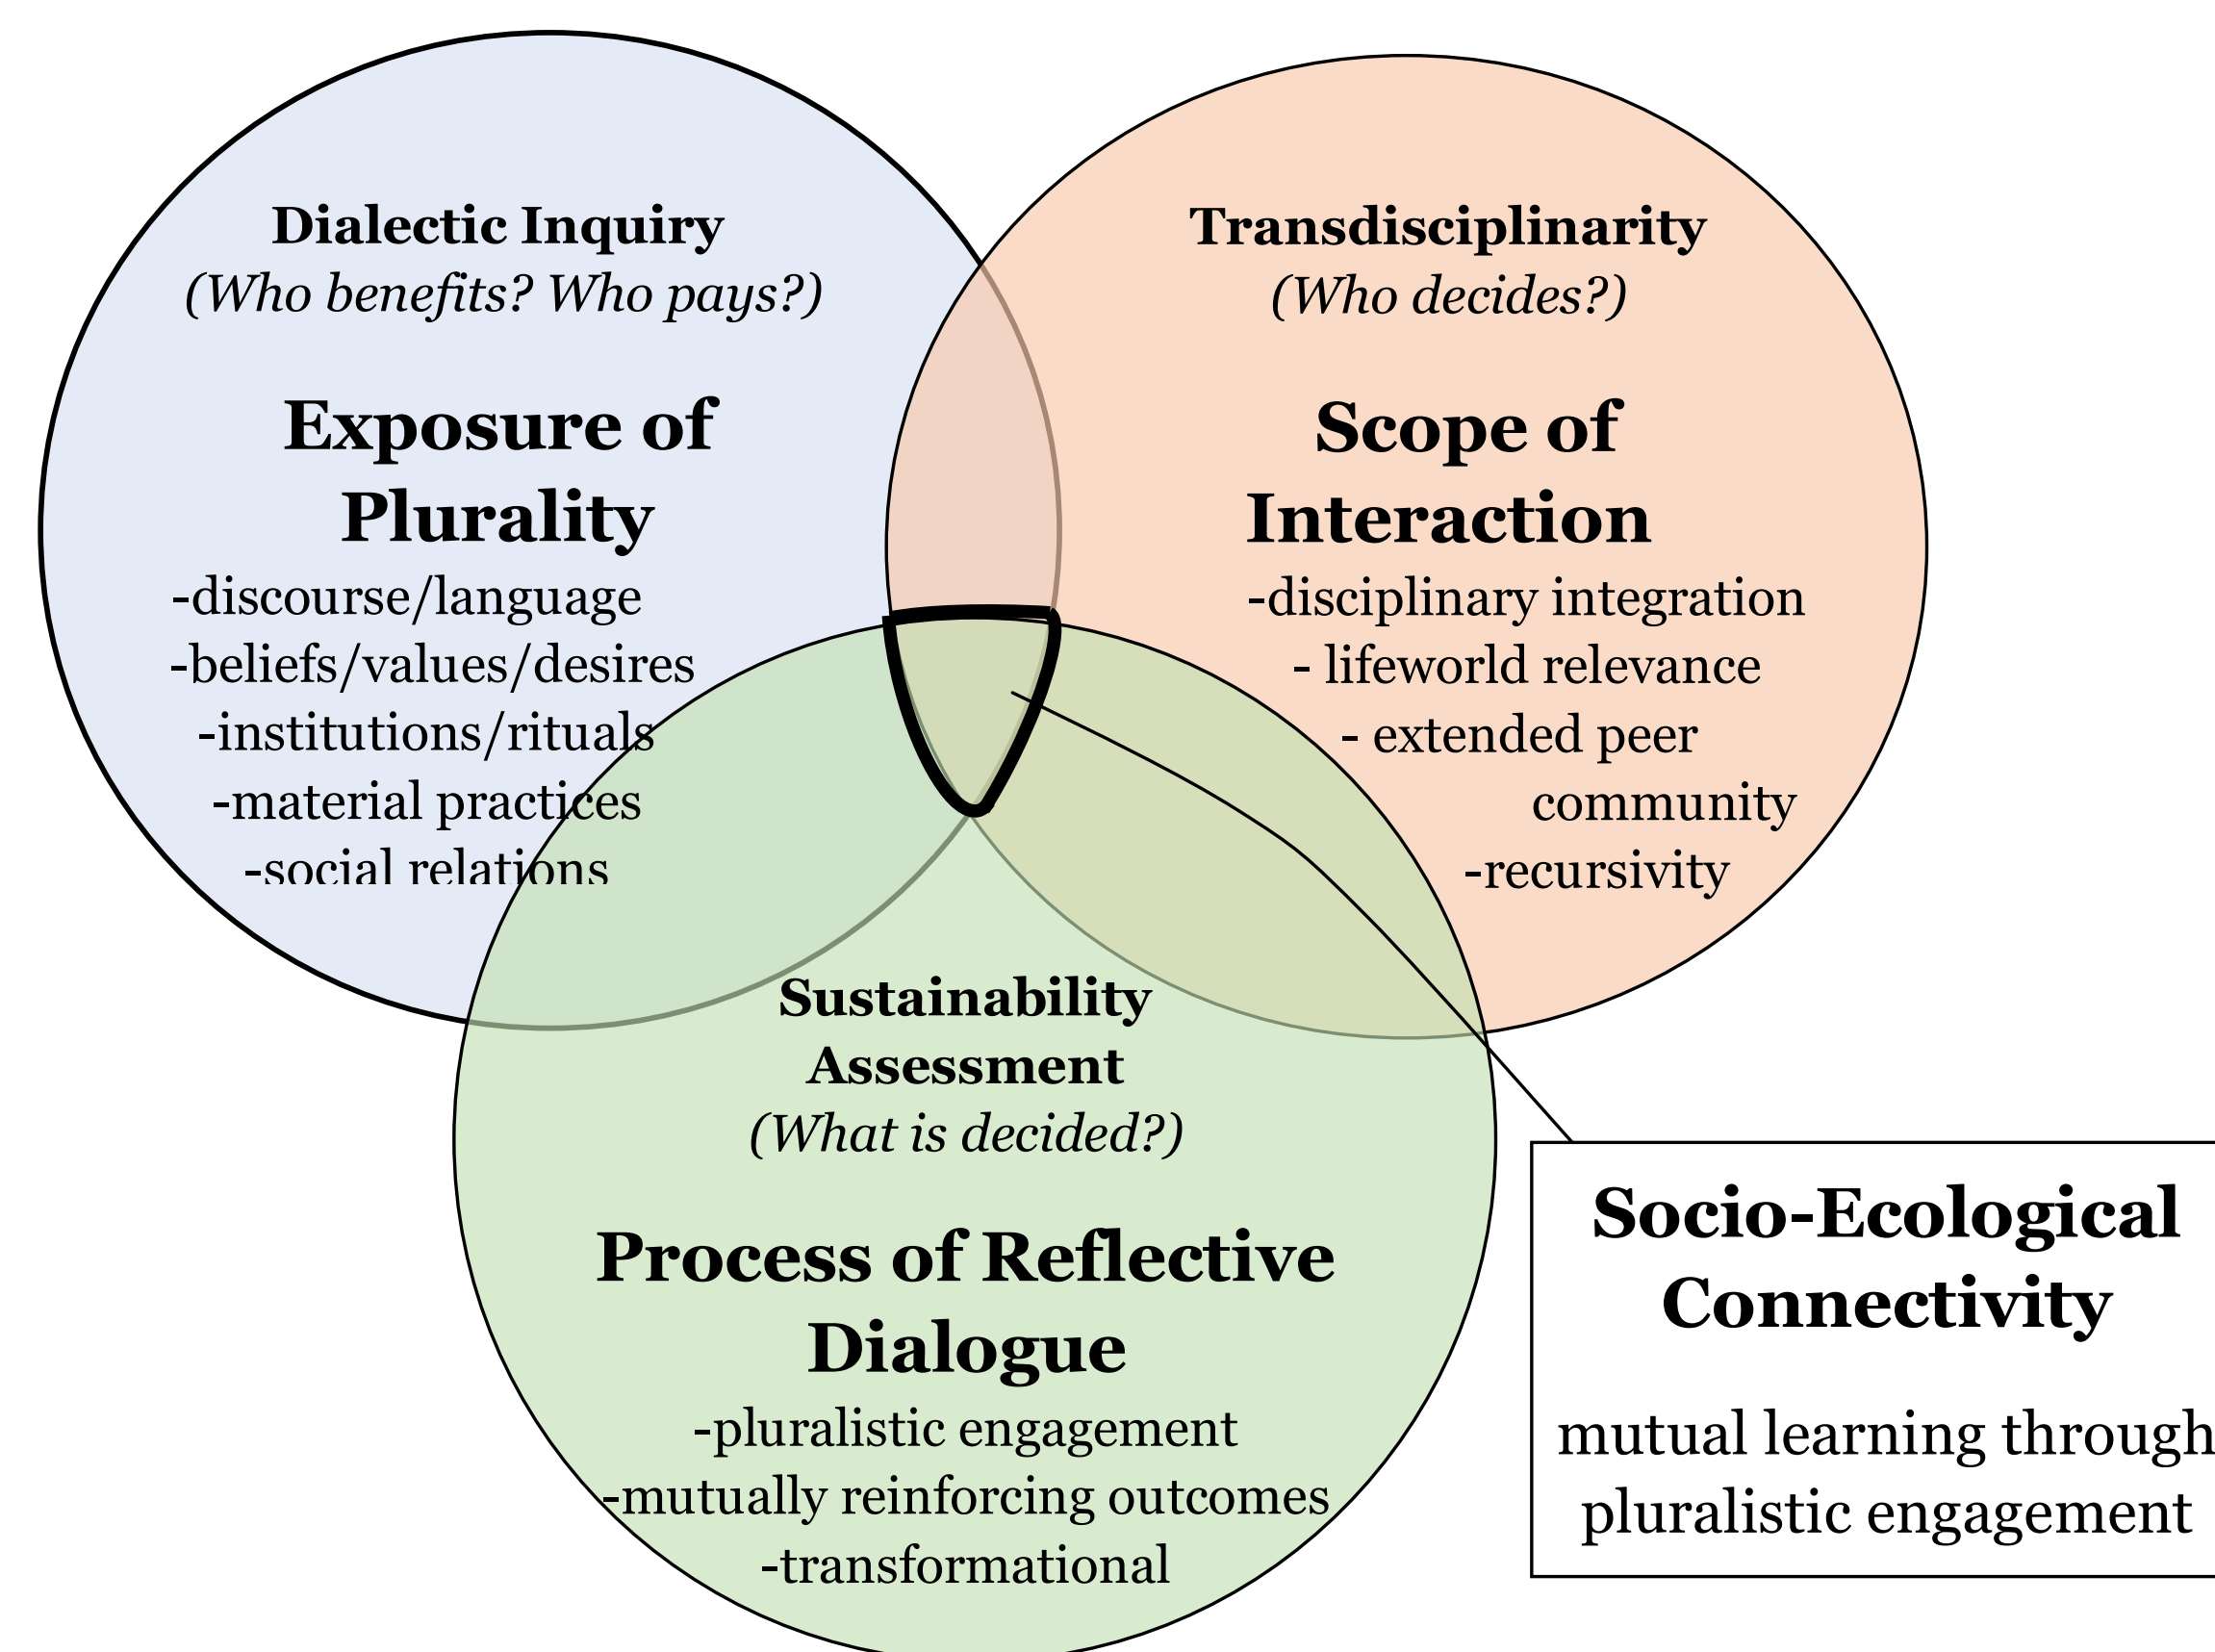 Dialectic Inquiry
(Who benefits? Who pays?)
Exposure of
Plurality
-discourse/language
-beliefs/values/desires
-institutions/rituals
-material practices
-social relations
Transdisciplinarity
(Who decides?)
Scope of
Interaction
-disciplinary integration
- lifeworld relevance
- extended peer
community
-recursivity
Sustainability
Assessment
(What is decided?)
Process of Reflective
Dialogue
-pluralistic engagement
-mutually reinforcing outcomes
-transformational
Socio-Ecological
Connectivity
mutual learning through
pluralistic engagement